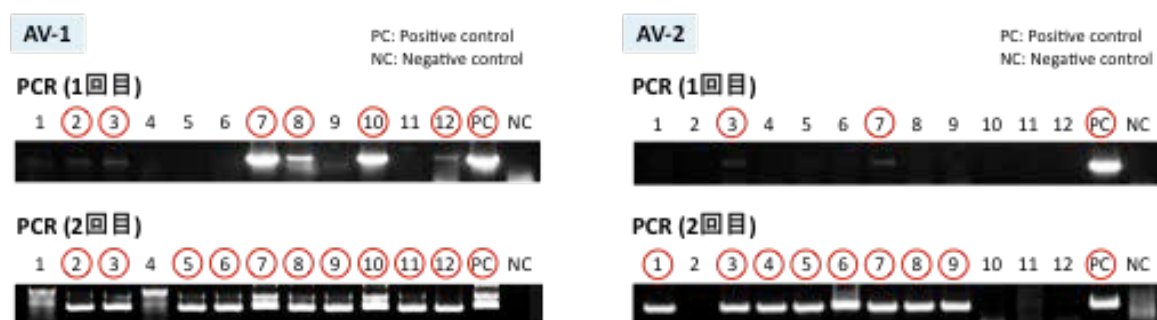 AV-1
PC: Positive control
NC: Negative control
PCR (1回目)
1 2 3 4 5 6 7 8 9 10 11 12 PC NC
PCR (2回目)
1 2 3 4 5 6 7 8 9 10 11 12 PC NC
AV-2
PC: Positive control
NC: Negative control
PCR (1回目)
1 2 3 4 5 6 7 8 9 10 11 12 PC NC
PCR (2回目)
1 2 3 4 5 6 7 8 9 10 11 12 PC NC